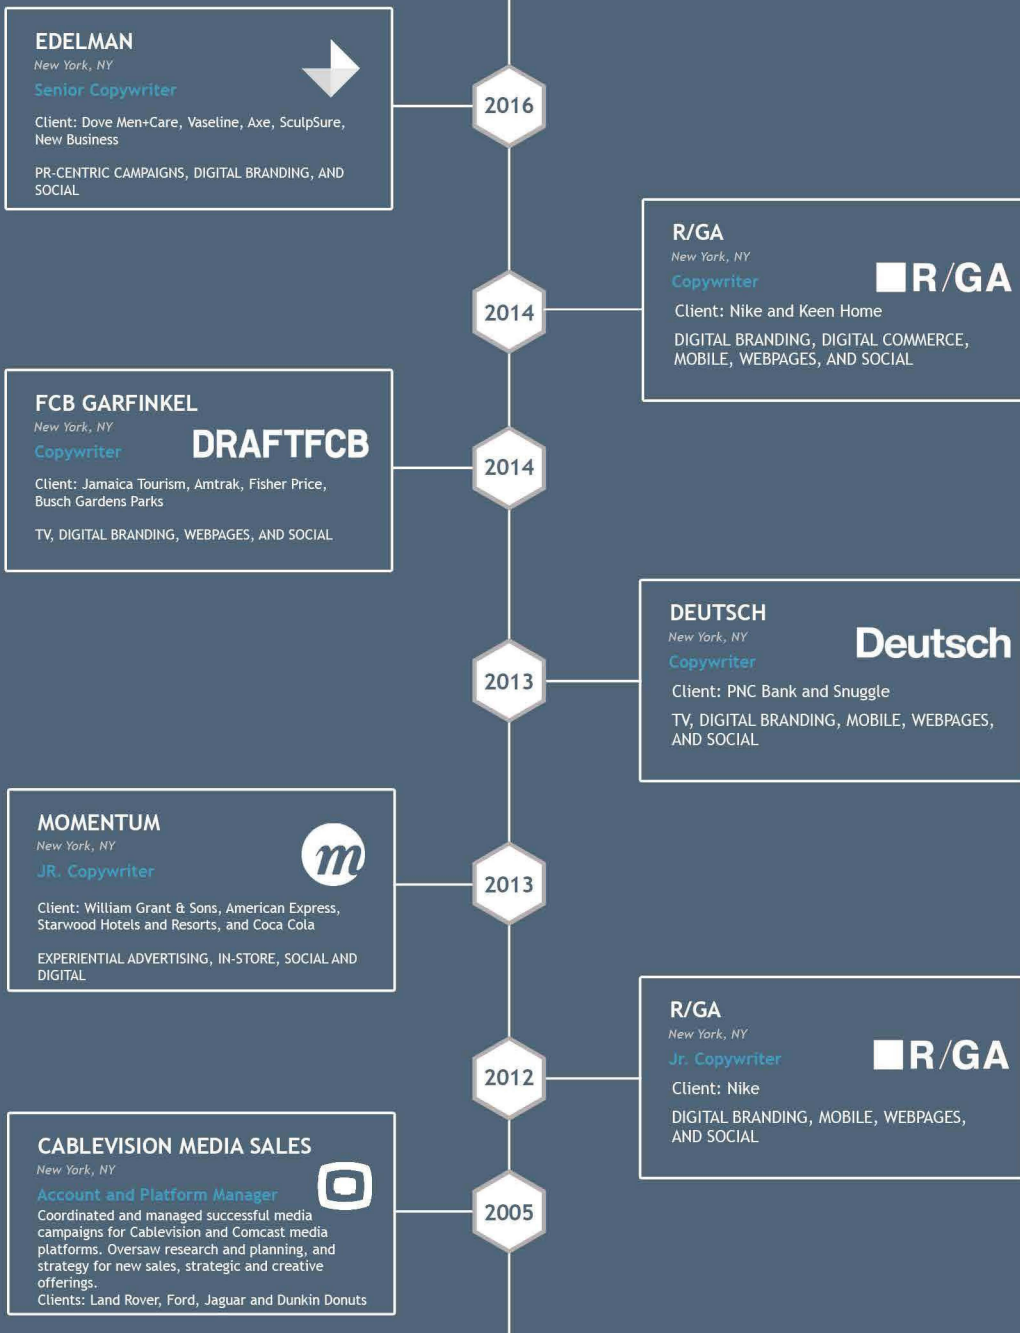 EDELMAN
New York, NY
Senior Copywriter
Client: Dove Men+Care, Vaseline, Axe, SculpSure,
New Business
PR-CENTRIC CAMPAIGNS, DIGITAL BRANDING, AND
SOCIAL
2016
R/GA
New York, NY
Copywriter
R/GA
Client: Nike and Keen Home
DIGITAL BRANDING, DIGITAL COMMERCE,
MOBILE, WEBPAGES, AND SOCIAL
2014
FCB GARFINKEL
New York, NY
Copywriter
DRAFTFCB
Client: Jamaica Tourism, Amtrak, Fisher Price,
Busch Gardens Parks
TV, DIGITAL BRANDING, WEBPAGES, AND SOCIAL
2014
DEUTSCH
New York, NY
Copywriter
Deutsch
Client: PNC Bank and Snuggle
TV, DIGITAL BRANDING, MOBILE, WEBPAGES,
AND SOCIAL
2013
MOMENTUM
New York, NY
JR. Copywriter
m
Client: William Grant & Sons, American Express,
Starwood Hotels and Resorts, and Coca Cola
EXPERIENTIAL ADVERTISING, IN-STORE, SOCIAL AND
DIGITAL
2013
R/GA
New York, NY
Jr. Copywriter
R/GA
Client: Nike
DIGITAL BRANDING, MOBILE, WEBPAGES,
AND SOCIAL
2012
CABLEVISION MEDIA SALES
New York, NY
Account and Platform Manager
Coordinated and managed successful media
campaigns for Cablevision and Comcast media
platforms. Oversaw research and planning, and
strategy for new sales, strategic and creative
offerings.
Clients: Land Rover, Ford, Jaguar and Dunkin Donuts
2005